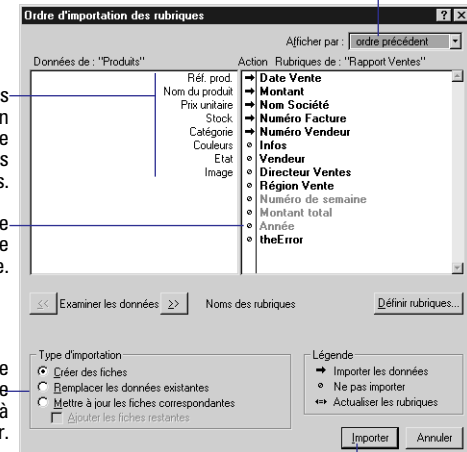 Ordre d'importation des rubriques
Afficher par : ordre précédent
Données de : "Produits"
Action Rubriques de : "Rapport Ventes"
Réf. prod. → Date Vente
Nom du produit → Montant
Prix unitaire → Nom Société
Stock → Numéro Facture
Catégorie → Numéro Vendeur
Couleurs Infos
Etat Vendeur
Image Directeur Ventes
Région Vente
Numéro de semaine
Montant total
Année
theError
s
n
e
s
s.
e
e
e.
<< Examiner les données >> Noms des rubriques Définir rubriques...
Type d'importation
Créer des fiches
Remplacer les données existantes
Mettre à jour les fiches correspondantes
Ajouter les fiches restantes
Légende
→ Importer les données
Ne pas importer
⇔ Actualiser les rubriques
e
e
à
r.
Importer Annuler